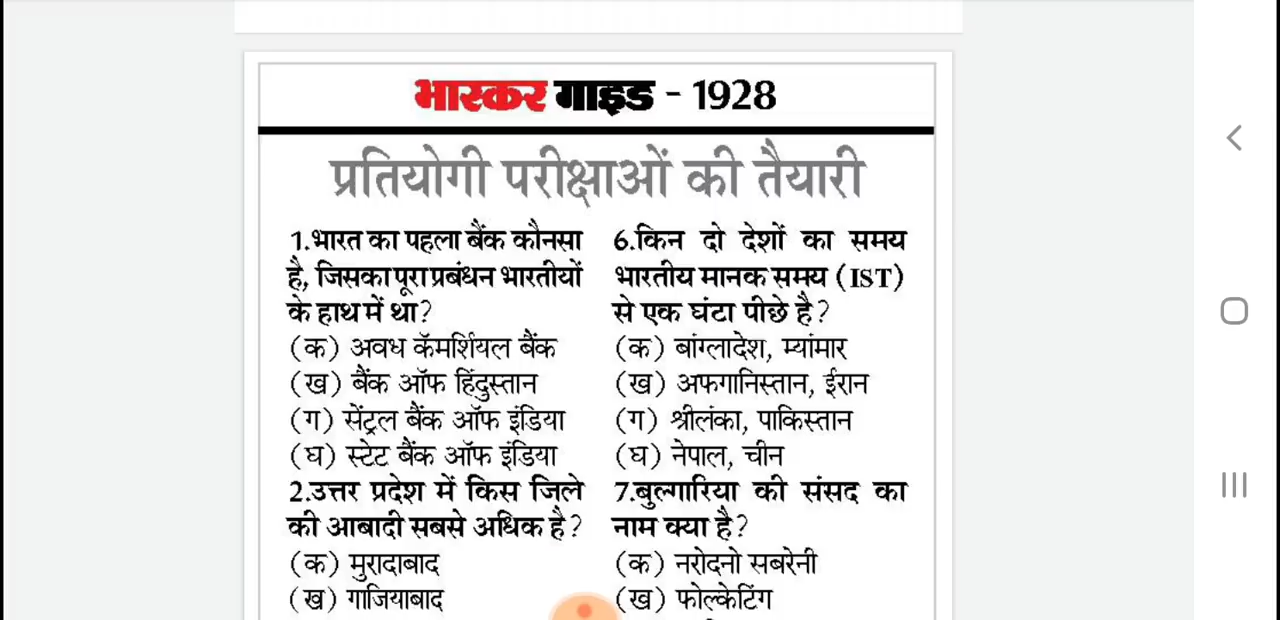 भास्कर गाइड - 1928
प्रतियोगी परीक्षाओं की तैयारी
1.भारत का पहला बैंक कौनसा
है, जिसका पूरा प्रबंधन भारतीयों
के हाथ में था?
(क) अवध कॅमर्शियल बैंक
(ख) बैंक ऑफ हिंदुस्तान
(ग) सेंट्रल बैंक ऑफ इंडिया
(घ) स्टेट बैंक ऑफ इंडिया
2.उत्तर प्रदेश में किस जिले
की आबादी सबसे अधिक है?
(क) मुरादाबाद
(ख) गाजियाबाद
6.किन दो देशों का समय
भारतीय मानक समय (IST)
से एक घंटा पीछे है?
(क) बांग्लादेश, म्यांमार
(ख) अफगानिस्तान, ईरान
(ग) श्रीलंका, पाकिस्तान
(घ) नेपाल, चीन
7.बुल्गारिया की संसद का
नाम क्या है?
(क) नरोदनो सबरेनी
(ख) फोल्केटिंग